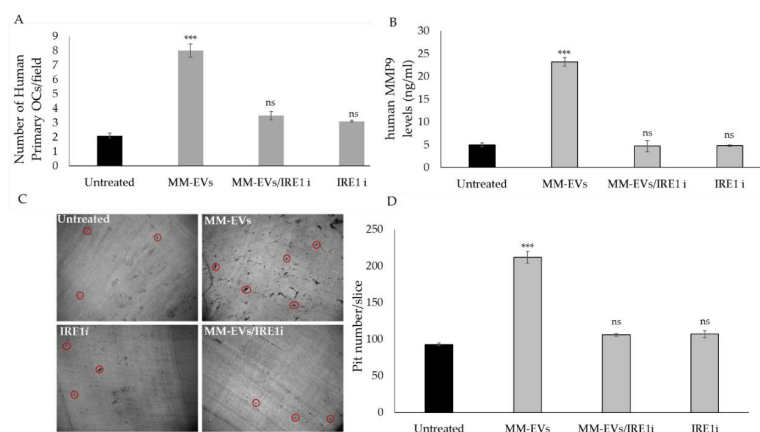 A
Number of Human
Primary OCs/field
9
8
7
6
5
4
3
2
1
0
***
ns
ns
Untreated
MM-EVs
MM-EVs/IRE1 i
IRE1 i
B
human MMP9
levels (ng/ml)
30
25
20
15
10
5
0
***
ns
ns
Untreated
MM-EVs
MM-EVs/IRE1 i
IRE1 i
C
Untreated
MM-EVs
IRE1i
MM-EVs/IRE1i
D
Pit number/slice
250
200
150
100
50
0
***
ns
ns
Untreated
MM-EVs
MM-EVs/IRE1i
IRE1i